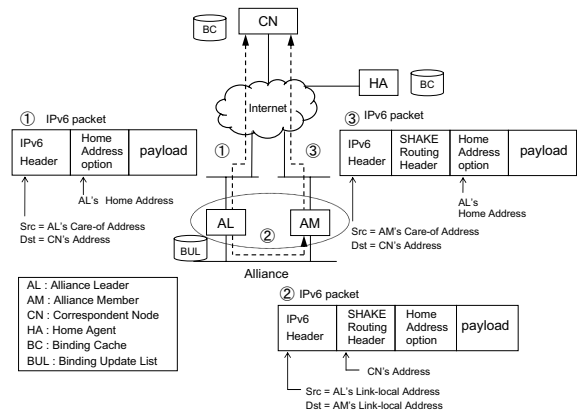 CN
BC
HA
BC
Internet
① IPv6 packet
IPv6 Header
Home Address option
payload
AL's Home Address
Src = AL's Care-of Address
Dst = CN's Address
①
③
③ IPv6 packet
IPv6 Header
SHAKE Routing Header
Home Address option
payload
AL's Home Address
Src = AM's Care-of Address
Dst = CN's Address
AL
AM
②
BUL
Alliance
AL : Alliance Leader
AM : Alliance Member
CN : Correspondent Node
HA : Home Agent
BC : Binding Cache
BUL : Binding Update List
② IPv6 packet
IPv6 Header
SHAKE Routing Header
Home Address option
payload
CN's Address
Src = AL's Link-local Address
Dst = AM's Link-local Address